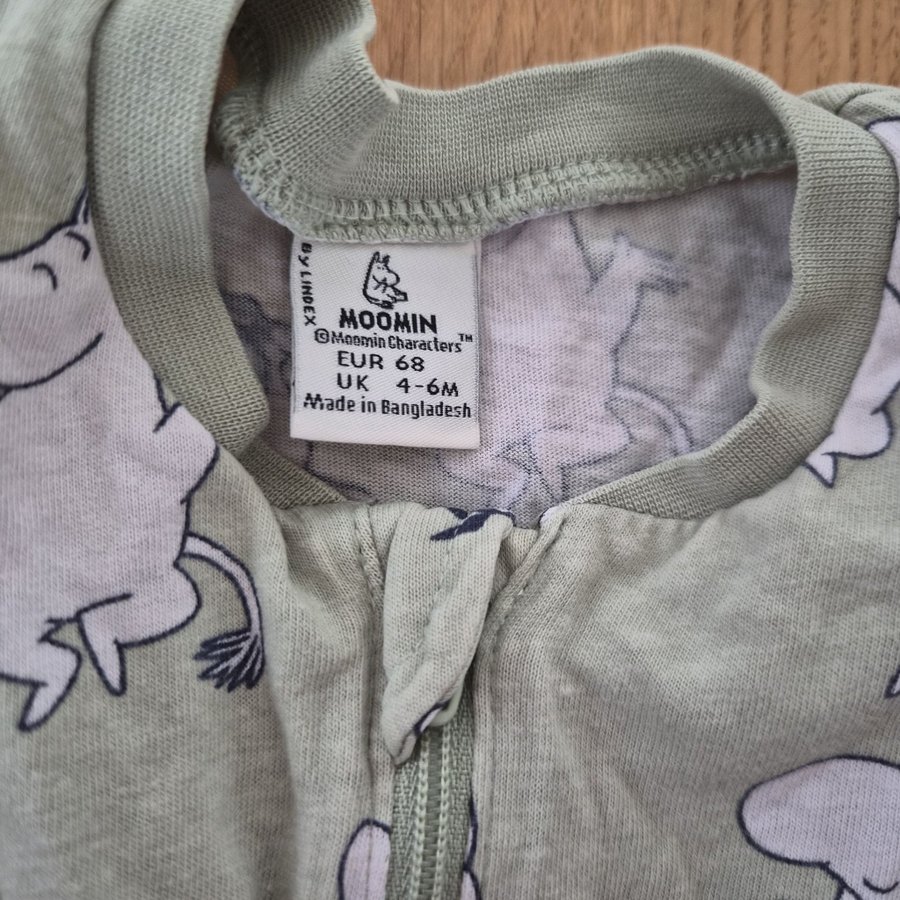 By LINDEX
MOOMIN
©Moomin Characters™
EUR 68
UK 4-6M
Made in Bangladesh